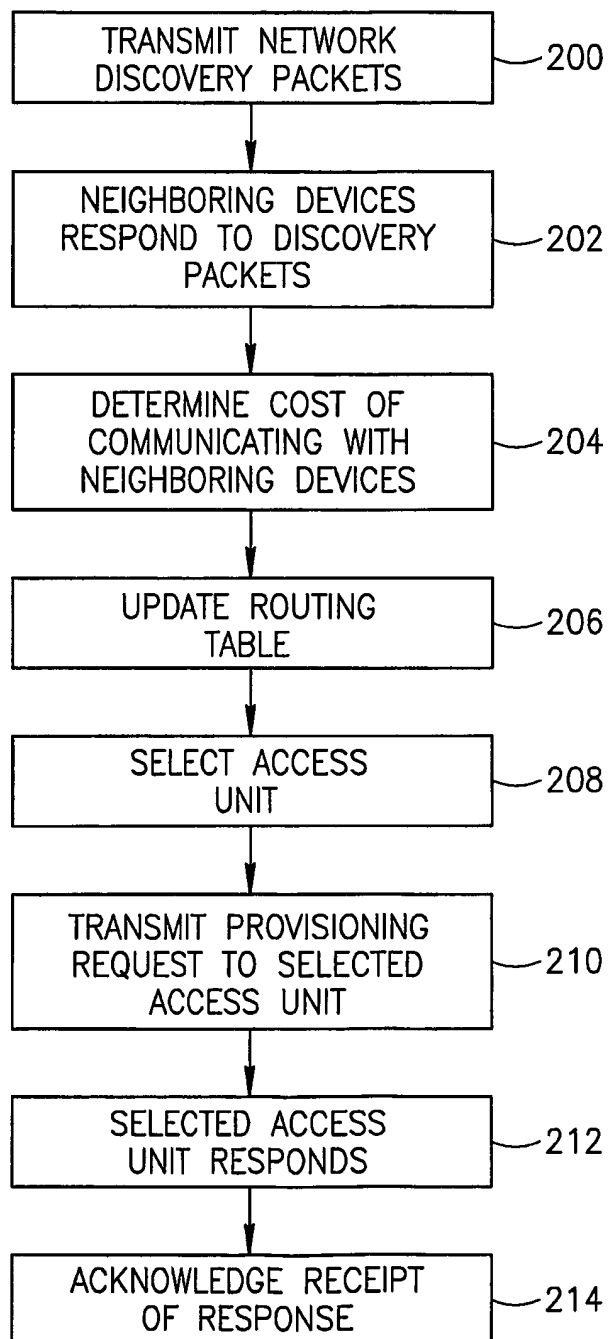 TRANSMIT NETWORK
DISCOVERY PACKETS
200
NEIGHBORING DEVICES
RESPOND TO DISCOVERY
PACKETS
202
DETERMINE COST OF
COMMUNICATING WITH
NEIGHBORING DEVICES
204
UPDATE ROUTING
TABLE
206
SELECT ACCESS
UNIT
208
TRANSMIT PROVISIONING
REQUEST TO SELECTED
ACCESS UNIT
210
SELECTED ACCESS
UNIT RESPONDS
212
ACKNOWLEDGE RECEIPT
OF RESPONSE
214